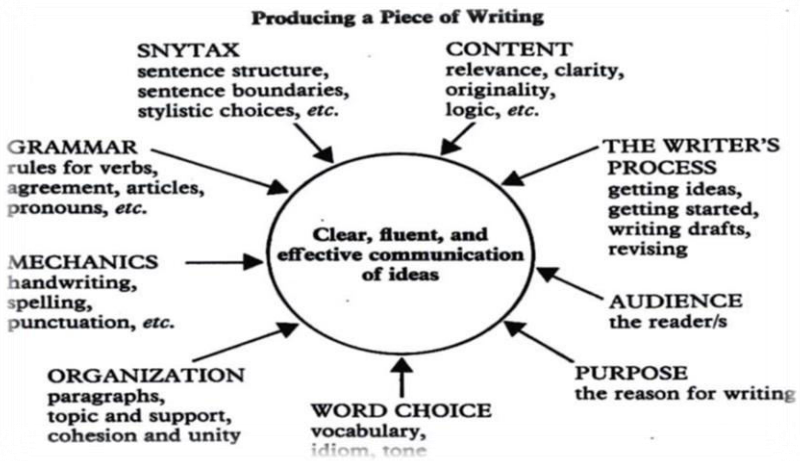 Producing a Piece of Writing
SNYTAX
sentence structure,
sentence boundaries,
stylistic choices, etc.
CONTENT
relevance, clarity,
originality,
logic, etc.
GRAMMAR
rules for verbs,
agreement, articles,
pronouns, etc.
THE WRITER'S
PROCESS
getting ideas,
getting started,
writing drafts,
revising
Clear, fluent, and
effective communication
of ideas
MECHANICS
handwriting,
spelling,
punctuation, etc.
AUDIENCE
the reader/s
ORGANIZATION
paragraphs,
topic and support,
cohesion and unity
WORD CHOICE
vocabulary,
idiom, tone
PURPOSE
the reason for writing